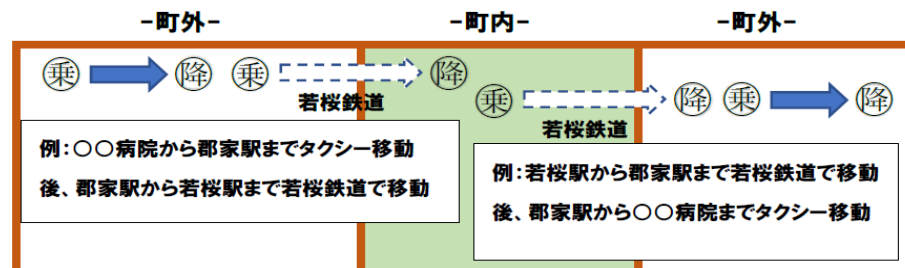 -町外-
-町内-
-町外-
乗 降 乗 降
若桜鉄道
乗 降 乗 降
若桜鉄道
例:〇〇病院から郡家駅までタクシー移動
後、郡家駅から若桜駅まで若桜鉄道で移動
例:若桜駅から郡家駅まで若桜鉄道で移動
後、郡家駅から〇〇病院までタクシー移動